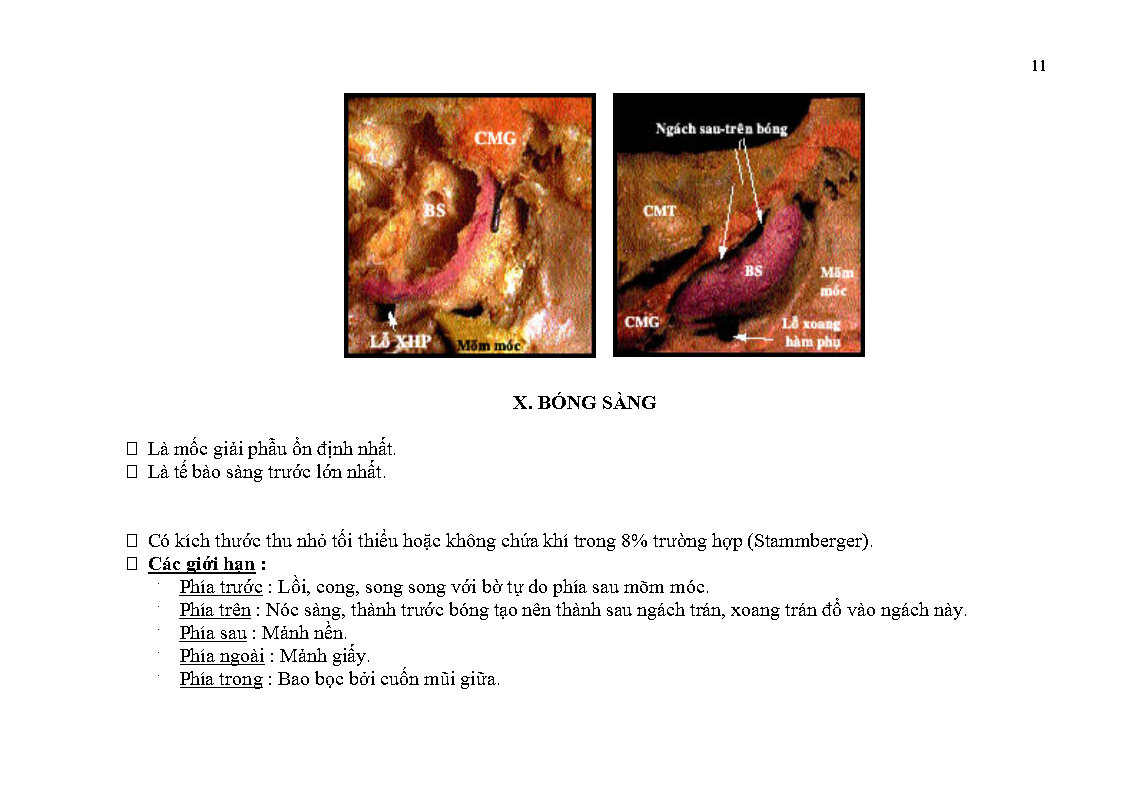 11
CMG
BS
Lỗ XHP
Mõm móc
Ngách sau-trên bóng
CMT
BS
Mõm
móc
CMG
Lỗ xoang
hàm phụ
X. BÓNG SÀNG
Là mốc giải phẫu ổn định nhất.
Là tế bào sàng trước lớn nhất.
Có kích thước thu nhỏ tối thiểu hoặc không chứa khí trong 8% trường hợp (Stammberger).
Các giới hạn :
· Phía trước : Lồi, cong, song song với bờ tự do phía sau mõm móc.
· Phía trên : Nóc sàng, thành trước bóng tạo nên thành sau ngách trán, xoang trán đổ vào ngách này.
· Phía sau : Mảnh nền.
· Phía ngoài : Mảnh giấy.
· Phía trong : Bao bọc bởi cuốn mũi giữa.